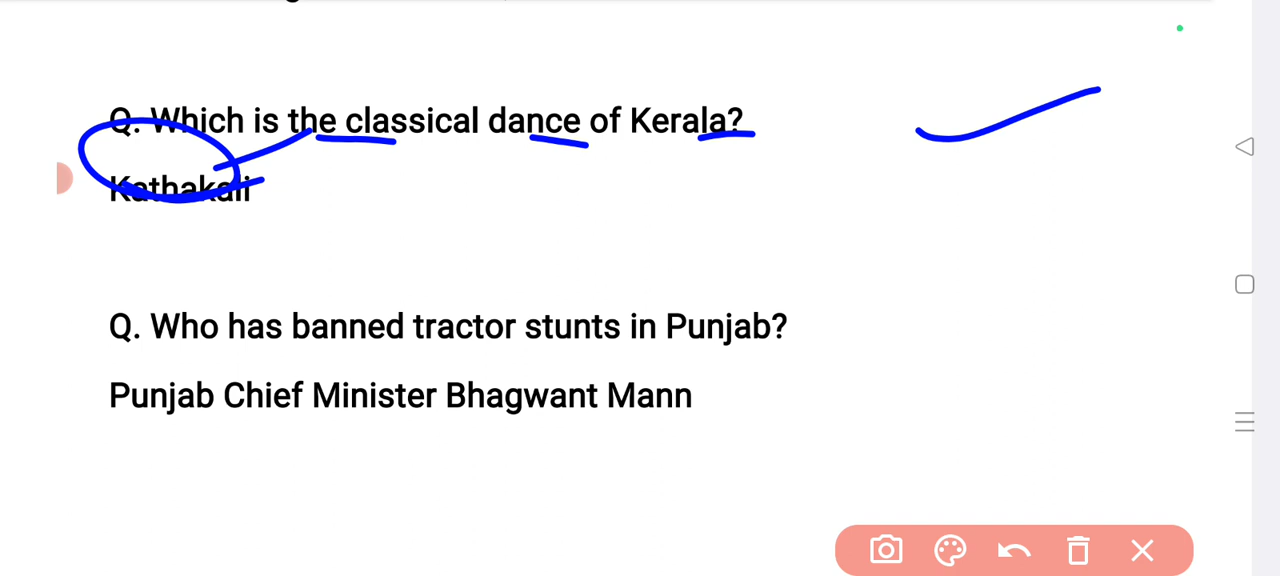 Q. Which is the classical dance of Kerala?
Kathakali
Q. Who has banned tractor stunts in Punjab?
Punjab Chief Minister Bhagwant Mann